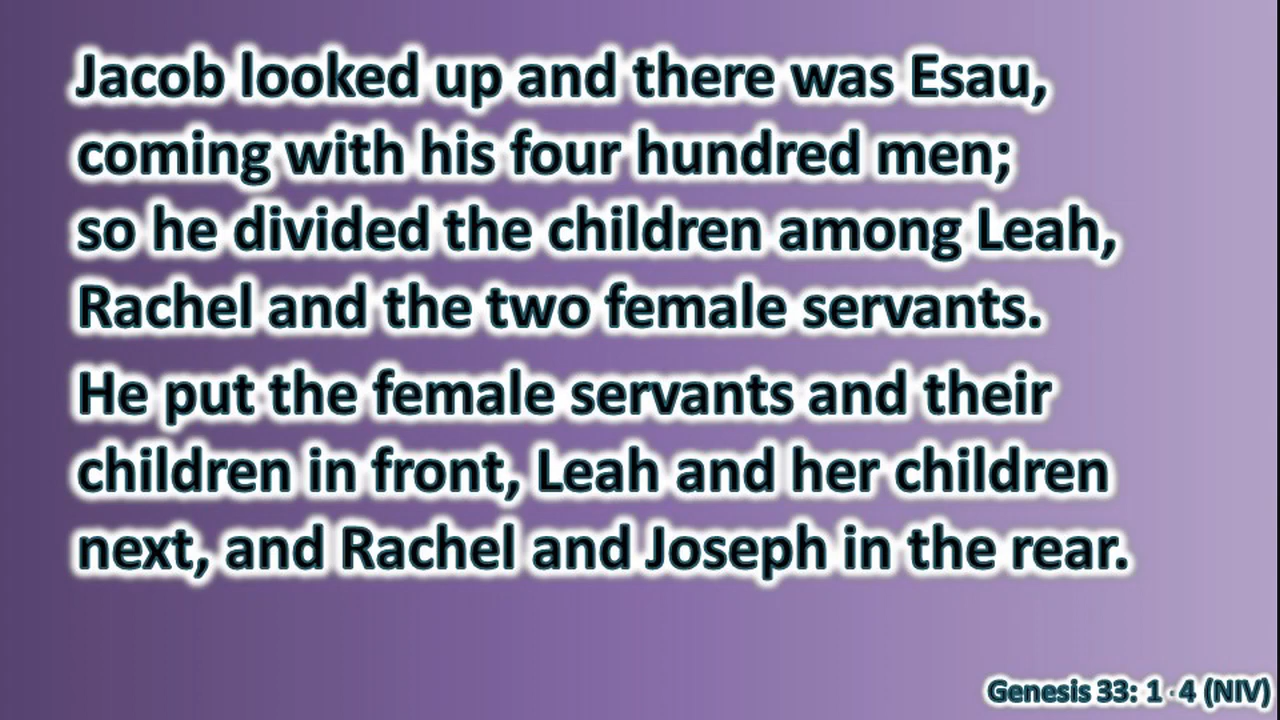 Jacob looked up and there was Esau,
coming with his four hundred men;
so he divided the children among Leah,
Rachel and the two female servants.
He put the female servants and their
children in front, Leah and her children
next, and Rachel and Joseph in the rear.
Genesis 33: 1 - 4 (NIV)